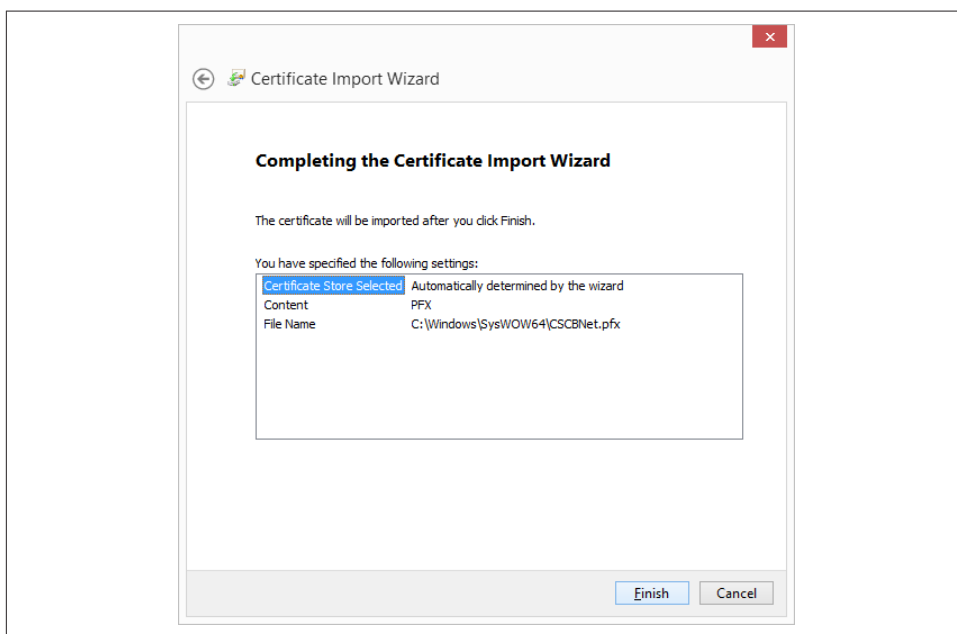 Certificate Import Wizard
Completing the Certificate Import Wizard
The certificate will be imported after you click Finish.
You have specified the following settings:
Certificate Store Selected Automatically determined by the wizard
Content PFX
File Name C:\Windows\SysWOW64\CSCBNet.pfx
Finish Cancel